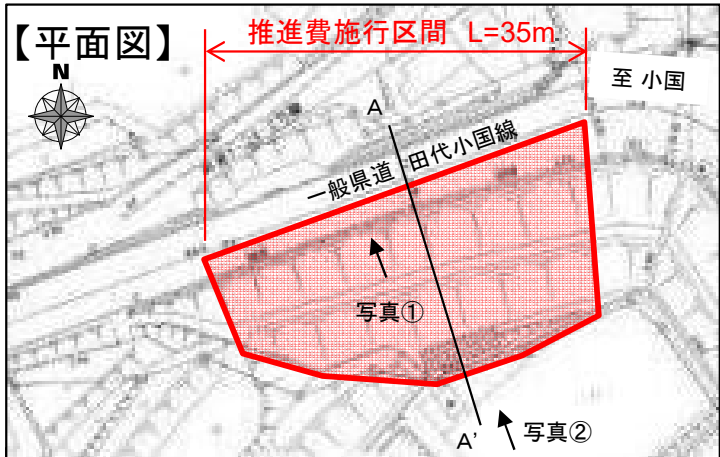 【平面図】
推進費施行区間 L=35m
N
至 小国
A
一般県道 田代小国線
写真①
A'
写真②